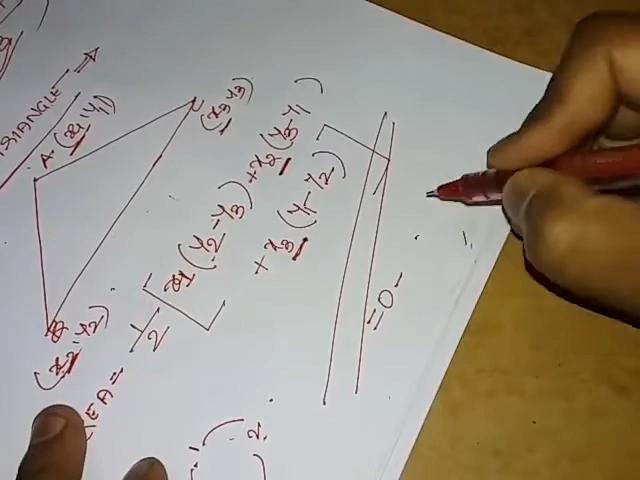 TRIANGLE →
A (x1, y1)
C
(x3, y3)
B
(x2, y2)
AREA = 1/2 [x1(y2-y3)+x2(y3-y1)
+x3(y1-y2)]
=0
2.